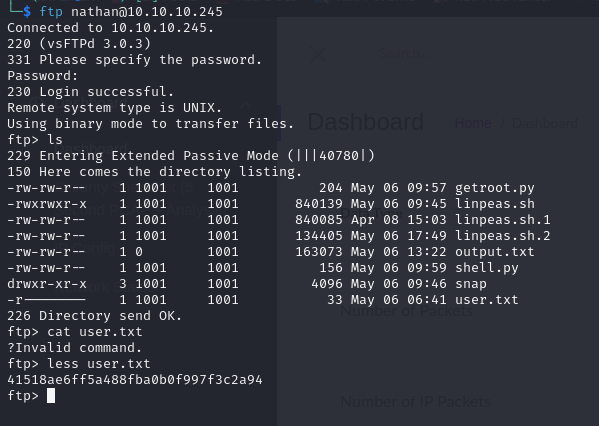 └─$ ftp nathan@10.10.10.245
Connected to 10.10.10.245.
220 (vsFTPd 3.0.3)
331 Please specify the password.
Password:
230 Login successful.
Remote system type is UNIX.
Using binary mode to transfer files.
ftp> ls
229 Entering Extended Passive Mode (|||40780|)
150 Here comes the directory listing.
-rw-rw-r-- 1 1001 1001 204 May 06 09:57 getroot.py
-rwxrwxr-x 1 1001 1001 840139 May 06 09:45 linpeas.sh
-rw-rw-r-- 1 1001 1001 840085 Apr 08 15:03 linpeas.sh.1
-rw-rw-r-- 1 1001 1001 134405 May 06 17:49 linpeas.sh.2
-rw-rw-r-- 1 0 1001 163073 May 06 13:22 output.txt
-rw-rw-r-- 1 1001 1001 156 May 06 09:59 shell.py
drwxr-xr-x 3 1001 1001 4096 May 06 09:46 snap
-r-------- 1 1001 1001 33 May 06 06:41 user.txt
226 Directory send OK.
ftp> cat user.txt
?Invalid command.
ftp> less user.txt
41518ae6ff5a488fba0b0f997f3c2a94
ftp>
Search...
Dashboard
Home / Dashboard
Number of Packets
Number of IP Packets